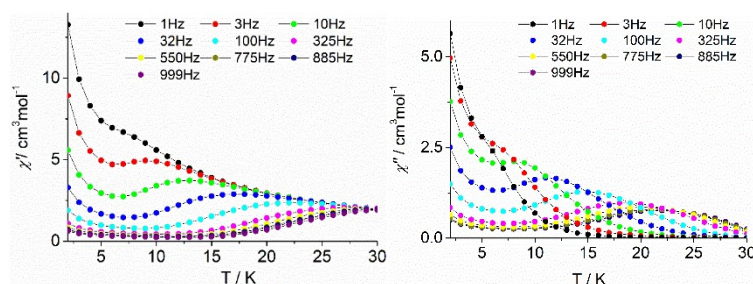 1Hz 3Hz 10Hz
32Hz 100Hz 325Hz
550Hz 775Hz 885Hz
999Hz
10
5
0
χ'/ cm³mol⁻¹
5 10 15 20 25 30
T / K
1Hz 3Hz 10Hz
32Hz 100Hz 325Hz
550Hz 775Hz 885Hz
999Hz
5.0
2.5
0.0
χ''/ cm³mol⁻¹
5 10 15 20 25 30
T / K